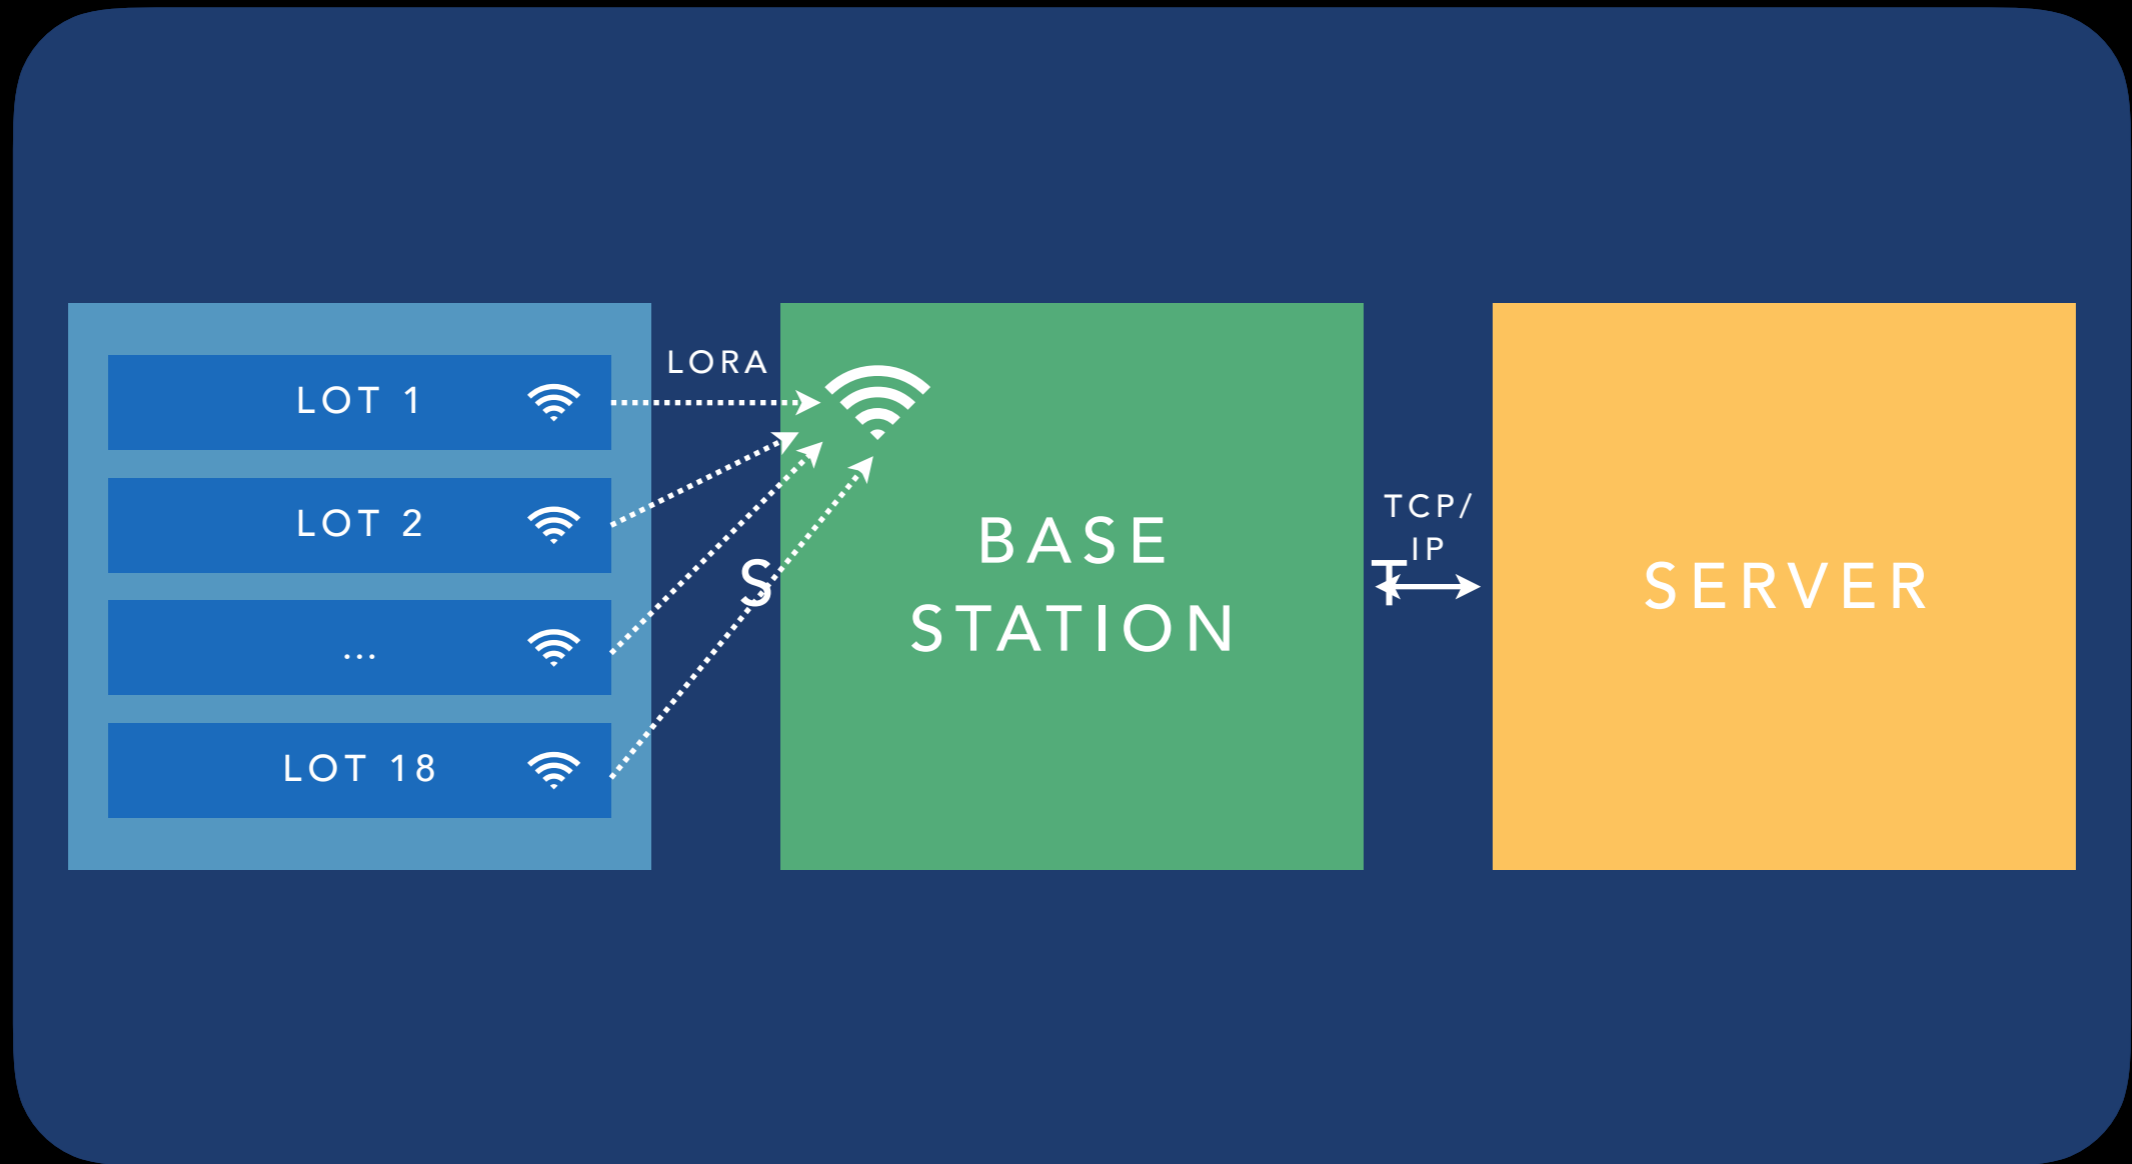 LOT 1
LOT 2
...
LOT 18
LORA
S
BASE
STATION
TCP/
IP
T
SERVER